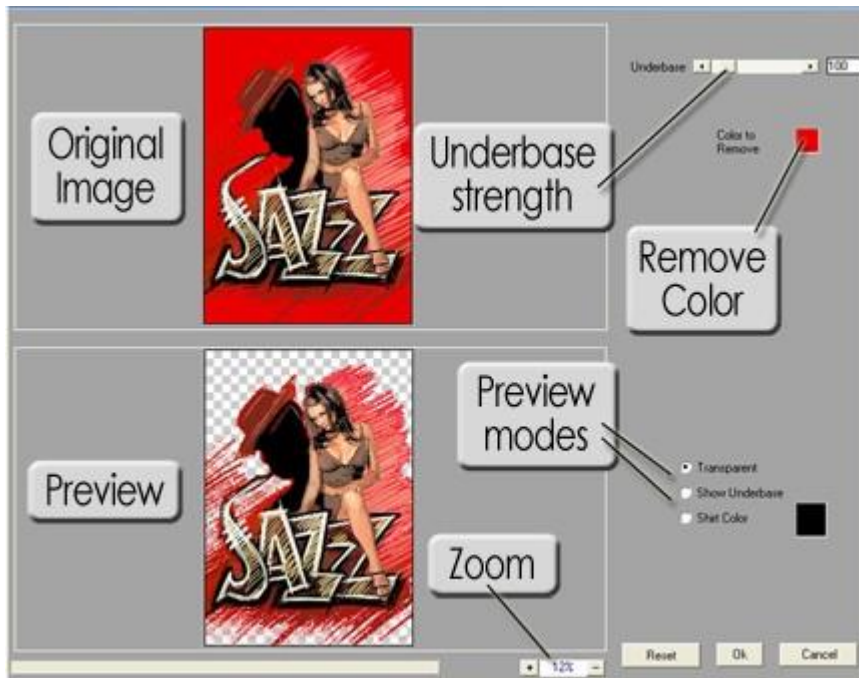 Underbase
100
Original
Image
Underbase
strength
Color to
Remove
Remove
Color
JAZZ
Preview
modes
Transparent
Show Underbase
Shirt Color
Preview
JAZZ
Zoom
12%
Reset
Ok
Cancel